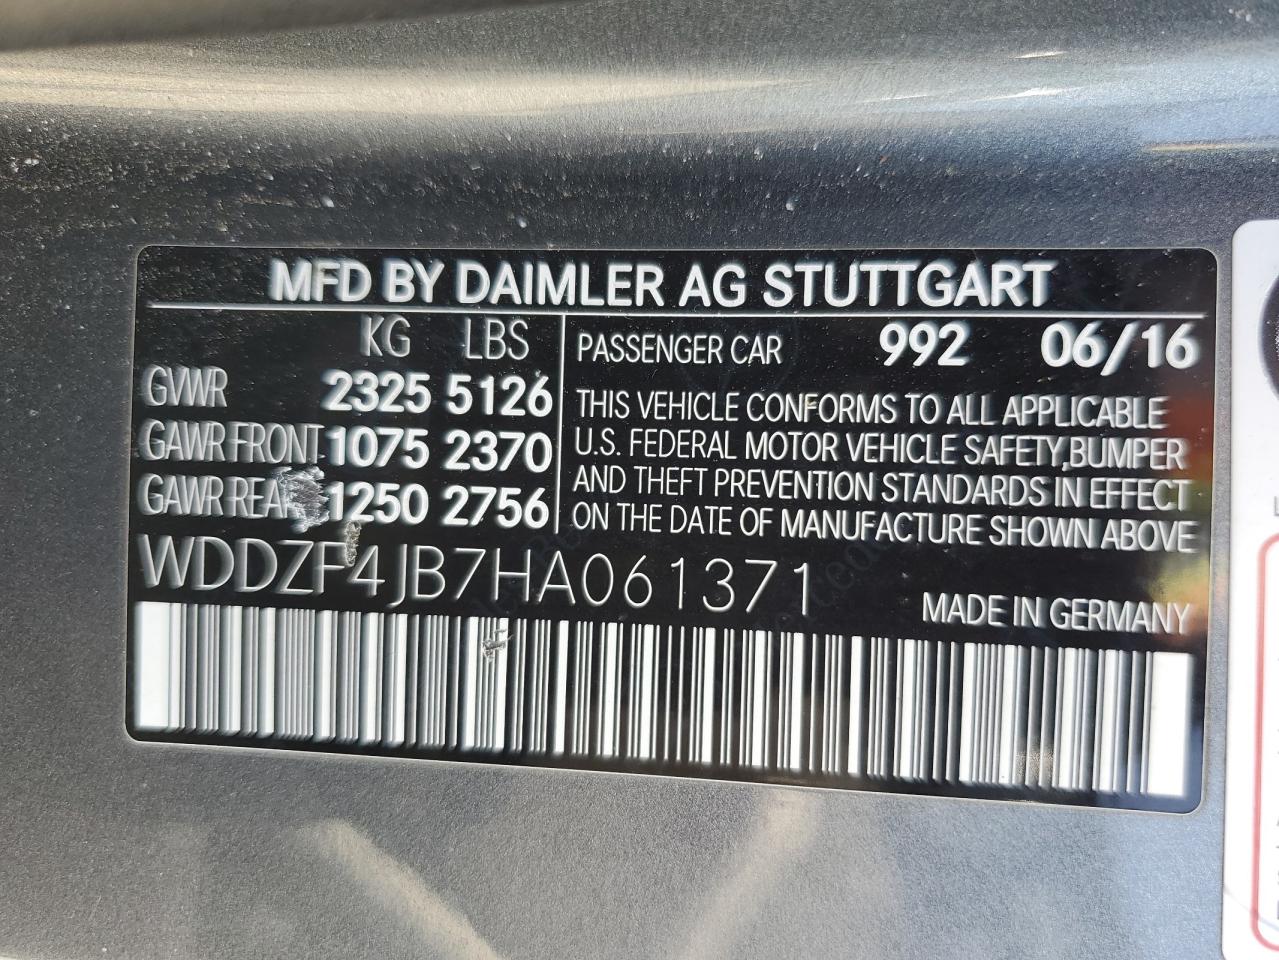 MFD BY DAIMLER AG STUTTGART
KG LBS
GVWR 2325 5126
GAWR FRONT 1075 2370
GAWR REAR 1250 2756
PASSENGER CAR 992 06/16
THIS VEHICLE CONFORMS TO ALL APPLICABLE
U.S. FEDERAL MOTOR VEHICLE SAFETY,BUMPER
AND THEFT PREVENTION STANDARDS IN EFFECT
ON THE DATE OF MANUFACTURE SHOWN ABOVE
WDDZF4JB7HA061371
MADE IN GERMANY